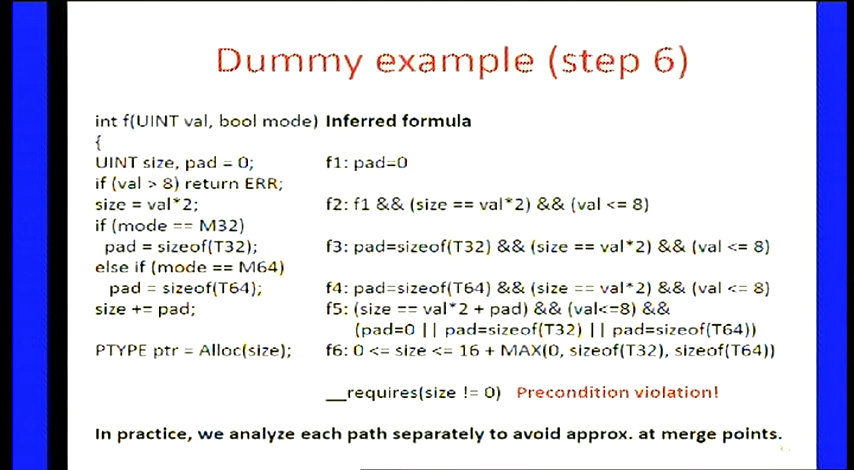 Dummy example (step 6)
int f(UINT val, bool mode) Inferred formula
{
UINT size, pad = 0; f1: pad=0
if (val > 8) return ERR;
size = val*2; f2: f1 && (size == val*2) && (val <= 8)
if (mode == M32)
pad = sizeof(T32); f3: pad=sizeof(T32) && (size == val*2) && (val <= 8)
else if (mode == M64)
pad = sizeof(T64); f4: pad=sizeof(T64) && (size == val*2) && (val <= 8)
size += pad; f5: (size == val*2 + pad) && (val<=8) &&
(pad=0 || pad=sizeof(T32) || pad=sizeof(T64))
PTYPE ptr = Alloc(size); f6: 0 <= size <= 16 + MAX(0, sizeof(T32), sizeof(T64))
__requires(size != 0) Precondition violation!
In practice, we analyze each path separately to avoid approx. at merge points.